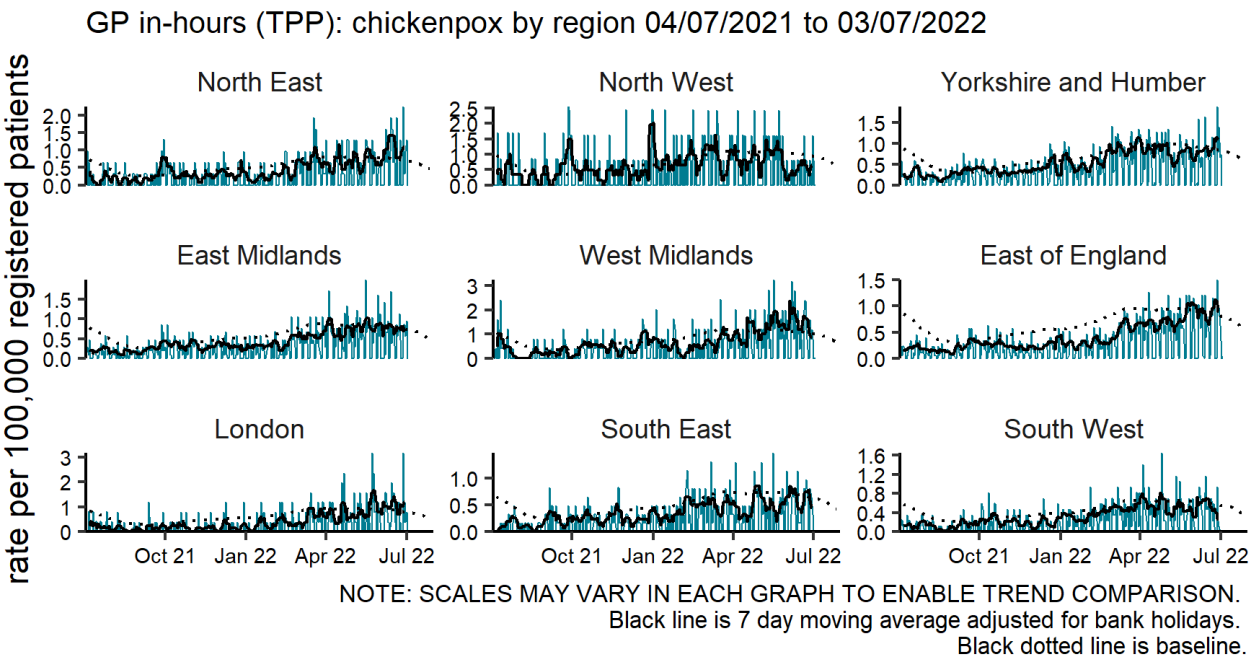 GP in-hours (TPP): chickenpox by region 04/07/2021 to 03/07/2022
rate per 100,000 registered patients
North East
2.0
1.5
1.0
0.5
0.0
North West
2.5
2.0
1.5
1.0
0.5
0.0
Yorkshire and Humber
1.5
1.0
0.5
0.0
East Midlands
1.5
1.0
0.5
0.0
West Midlands
3
2
1
0
East of England
1.5
1.0
0.5
0.0
London
3
2
1
0
Oct 21 Jan 22 Apr 22 Jul 22
South East
1.0
0.5
0.0
Oct 21 Jan 22 Apr 22 Jul 22
South West
1.6
1.2
0.8
0.4
0.0
Oct 21 Jan 22 Apr 22 Jul 22
NOTE: SCALES MAY VARY IN EACH GRAPH TO ENABLE TREND COMPARISON.
Black line is 7 day moving average adjusted for bank holidays.
Black dotted line is baseline.